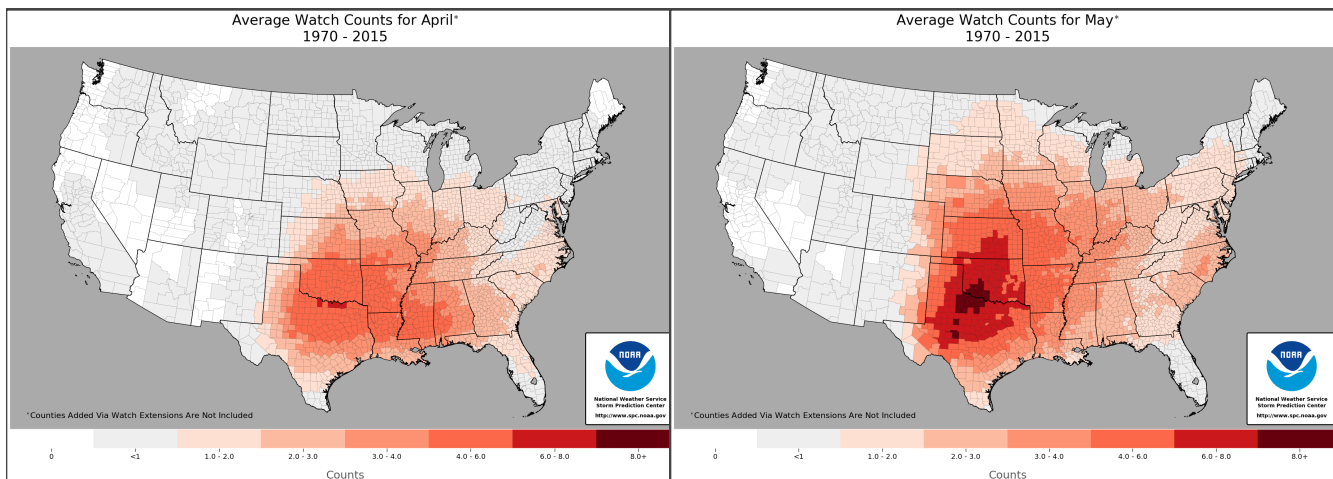 Average Watch Counts for April*
1970 - 2015
NOAA
National Weather Service
Storm Prediction Center
http://www.spc.noaa.gov
*Counties Added Via Watch Extensions Are Not Included
0 <1 1.0 - 2.0 2.0 - 3.0 3.0 - 4.0 4.0 - 6.0 6.0 - 8.0 8.0+
Counts
Average Watch Counts for May*
1970 - 2015
NOAA
National Weather Service
Storm Prediction Center
http://www.spc.noaa.gov
*Counties Added Via Watch Extensions Are Not Included
0 <1 1.0 - 2.0 2.0 - 3.0 3.0 - 4.0 4.0 - 6.0 6.0 - 8.0 8.0+
Counts